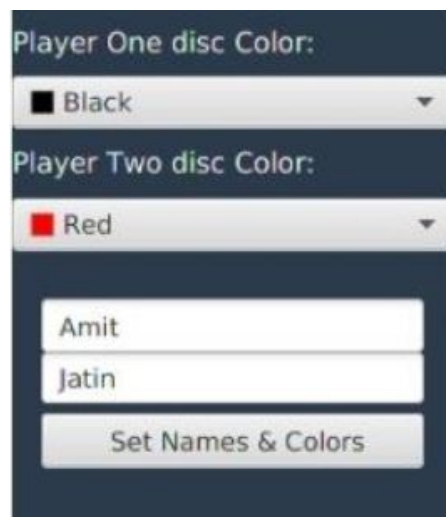 Player One disc Color:
Black
Player Two disc Color:
Red
Amit
Jatin
Set Names & Colors